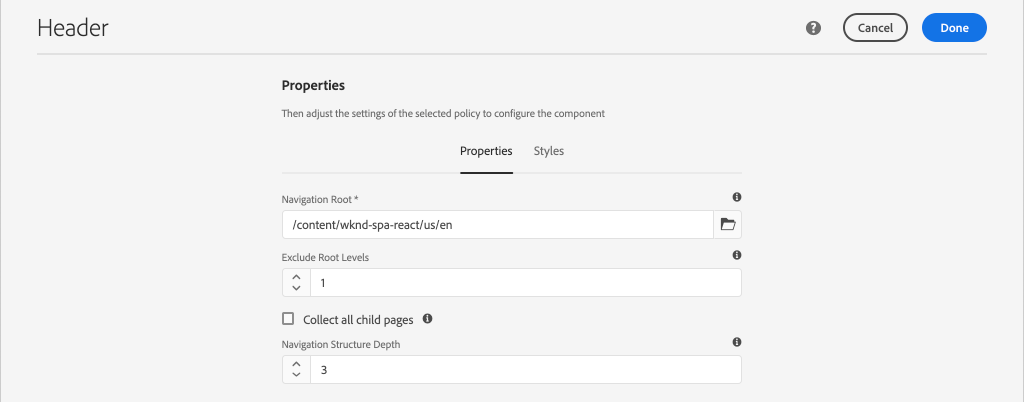 Header
Cancel
Done
Properties
Then adjust the settings of the selected policy to configure the component
Properties
Styles
Navigation Root *
/content/wknd-spa-react/us/en
Exclude Root Levels
1
Collect all child pages
Navigation Structure Depth
3